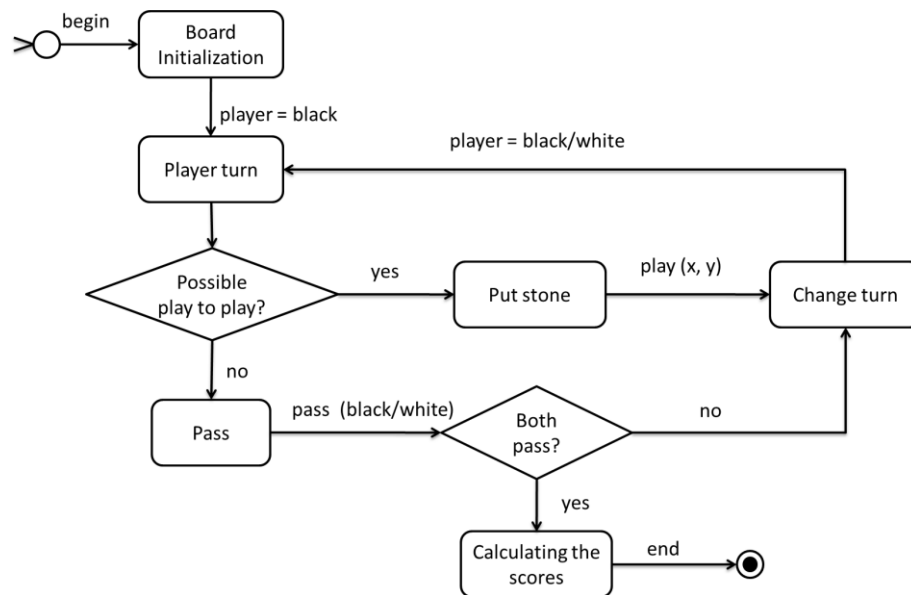 begin
Board
Initialization
player = black
player = black/white
Player turn
Possible
play to play?
yes
Put stone
play (x, y)
Change turn
no
Pass
pass  (black/white)
Both
pass?
no
yes
Calculating the
scores
end